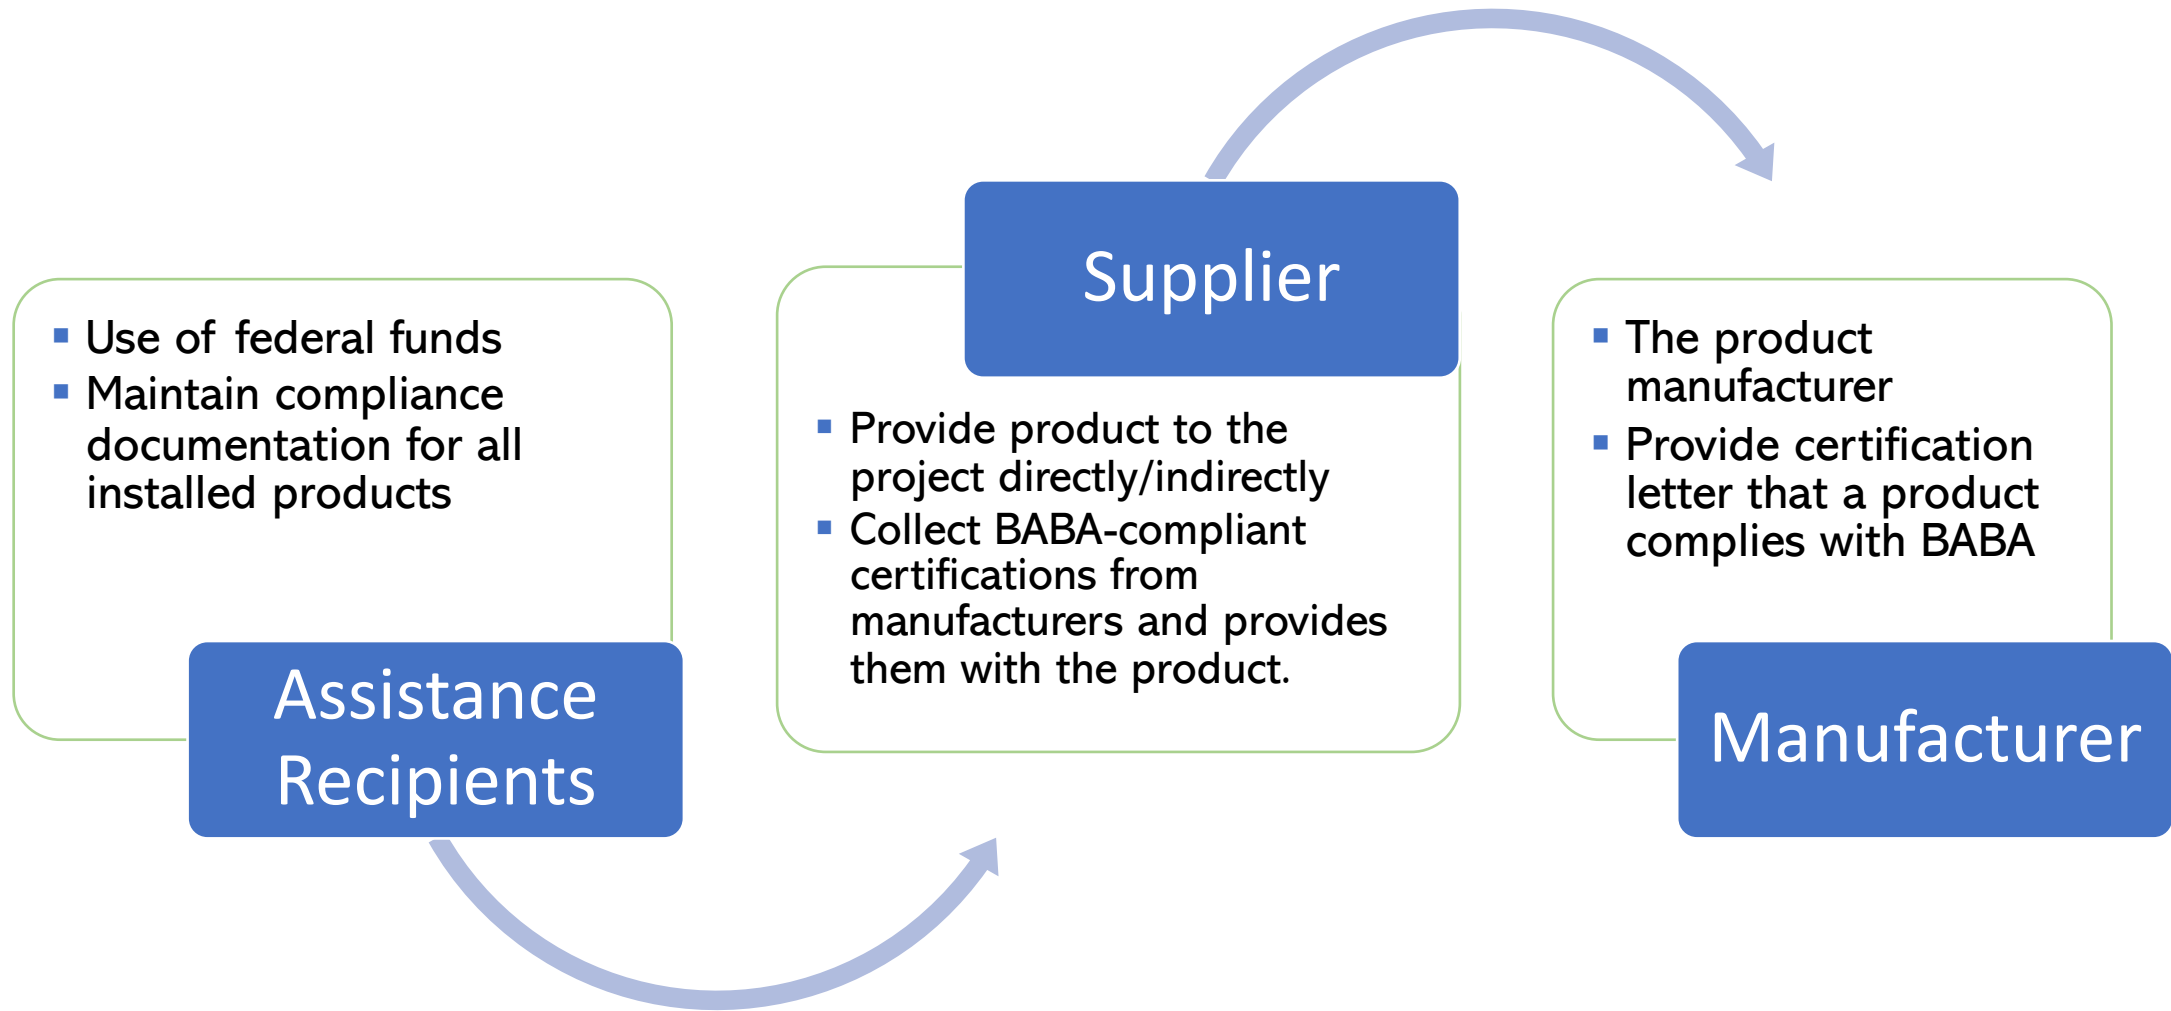 Use of federal funds
Maintain compliance
documentation for all
installed products
Assistance
Recipients
Supplier
Provide product to the
project directly/indirectly
Collect BABA-compliant
certifications from
manufacturers and provides
them with the product.
The product
manufacturer
Provide certification
letter that a product
complies with BABA
Manufacturer